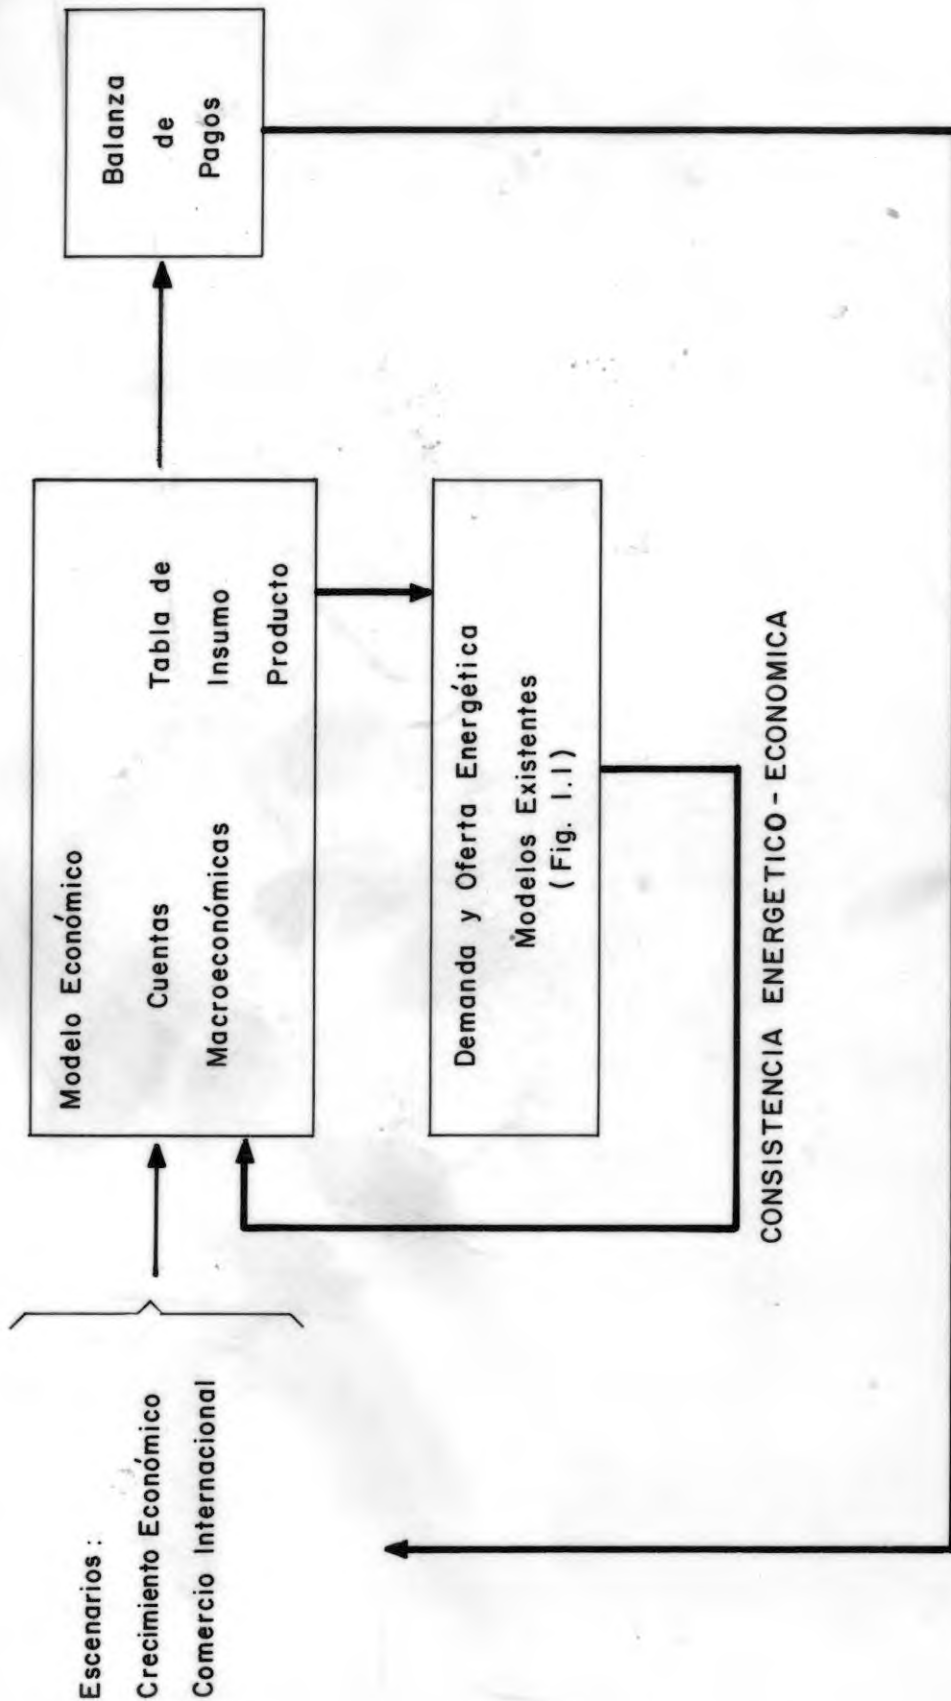 Escenarios :
Crecimiento Económico
Comercio Internacional
Modelo Económico
Cuentas
Macroeconómicas
Tabla de
Insumo
Producto
Balanza
de
Pagos
Demanda y Oferta Energética
Modelos Existentes
(Fig. 1.1)
CONSISTENCIA ENERGETICO - ECONOMICA